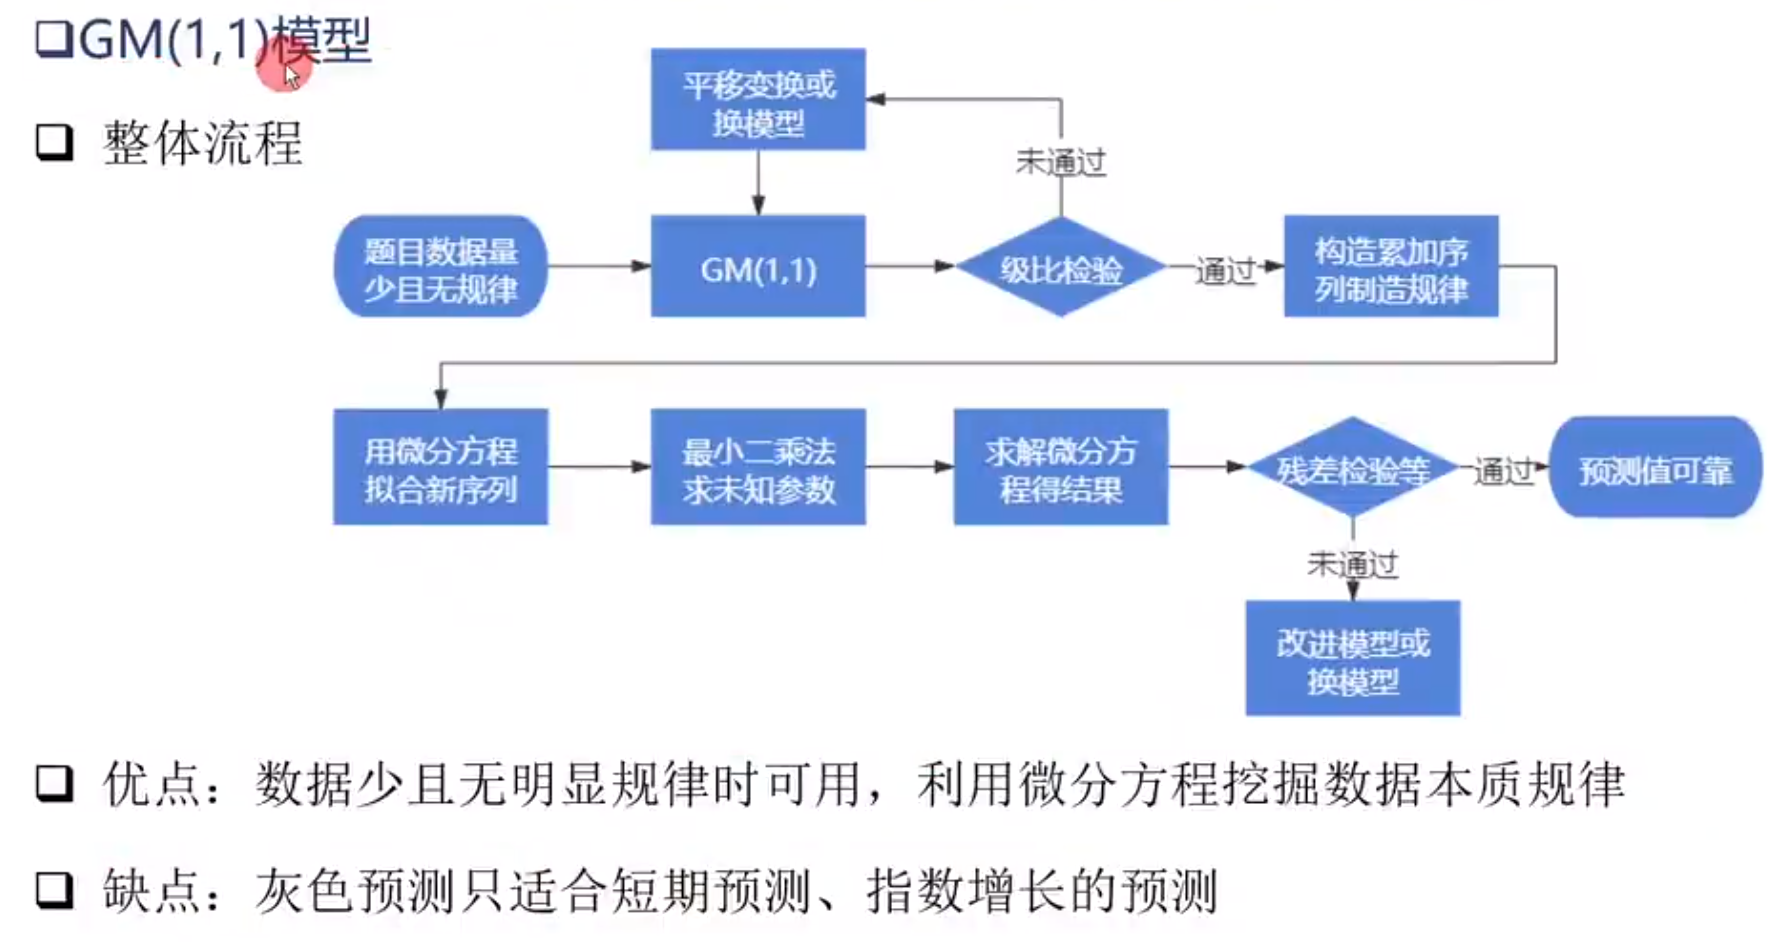 GM(1,1)模型
整体流程
平移变换或
换模型
未通过
题目数据量
少且无规律
GM(1,1)
级比检验
通过
构造累加序
列制造规律
用微分方程
拟合新序列
最小二乘法
求未知参数
求解微分方
程得结果
残差检验等
通过
预测值可靠
未通过
改进模型或
换模型
优点：数据少且无明显规律时可用，利用微分方程挖掘数据本质规律
缺点：灰色预测只适合短期预测、指数增长的预测